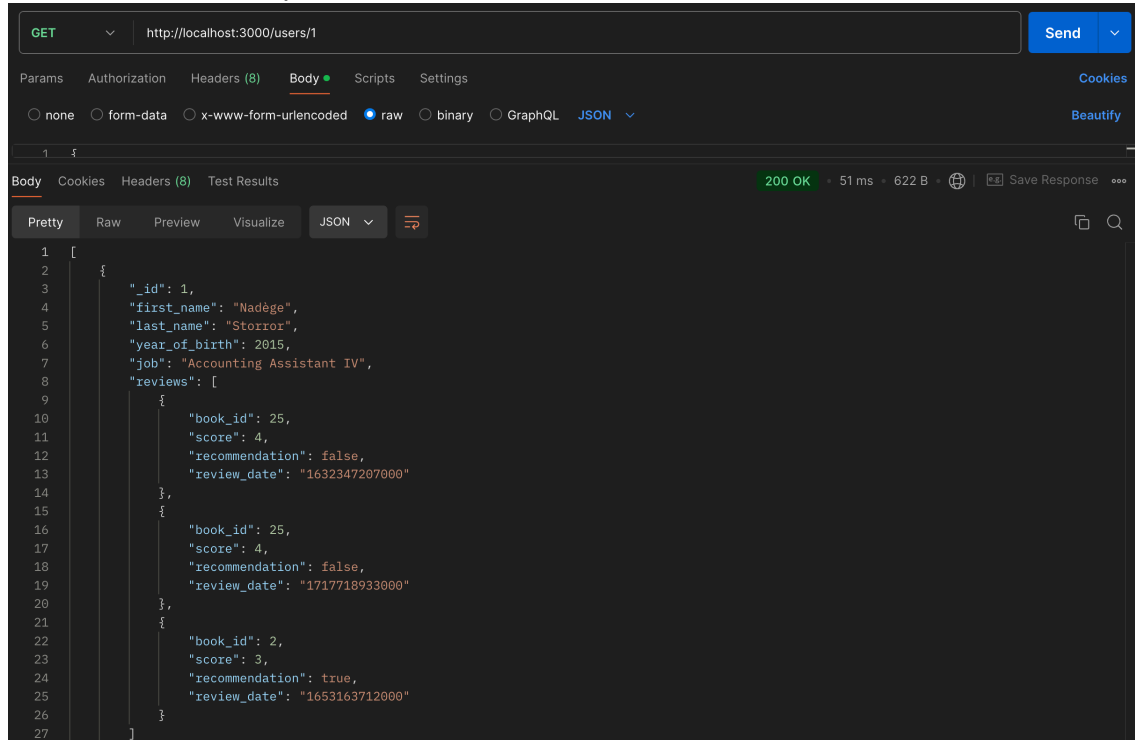 GET http://localhost:3000/users/1 Send
Params Authorization Headers (8) Body Scripts Settings Cookies
none form-data x-www-form-urlencoded raw binary GraphQL JSON Beautify
1 {
Body Cookies Headers (8) Test Results 200 OK 51 ms 622 B e.g. Save Response
Pretty Raw Preview Visualize JSON
1 [
2 {
3 "_id": 1,
4 "first_name": "Nadège",
5 "last_name": "Storror",
6 "year_of_birth": 2015,
7 "job": "Accounting Assistant IV",
8 "reviews": [
9 {
10 "book_id": 25,
11 "score": 4,
12 "recommendation": false,
13 "review_date": "1632347207000"
14 },
15 {
16 "book_id": 25,
17 "score": 4,
18 "recommendation": false,
19 "review_date": "1717718933000"
20 },
21 {
22 "book_id": 2,
23 "score": 3,
24 "recommendation": true,
25 "review_date": "1653163712000"
26 }
27 ]